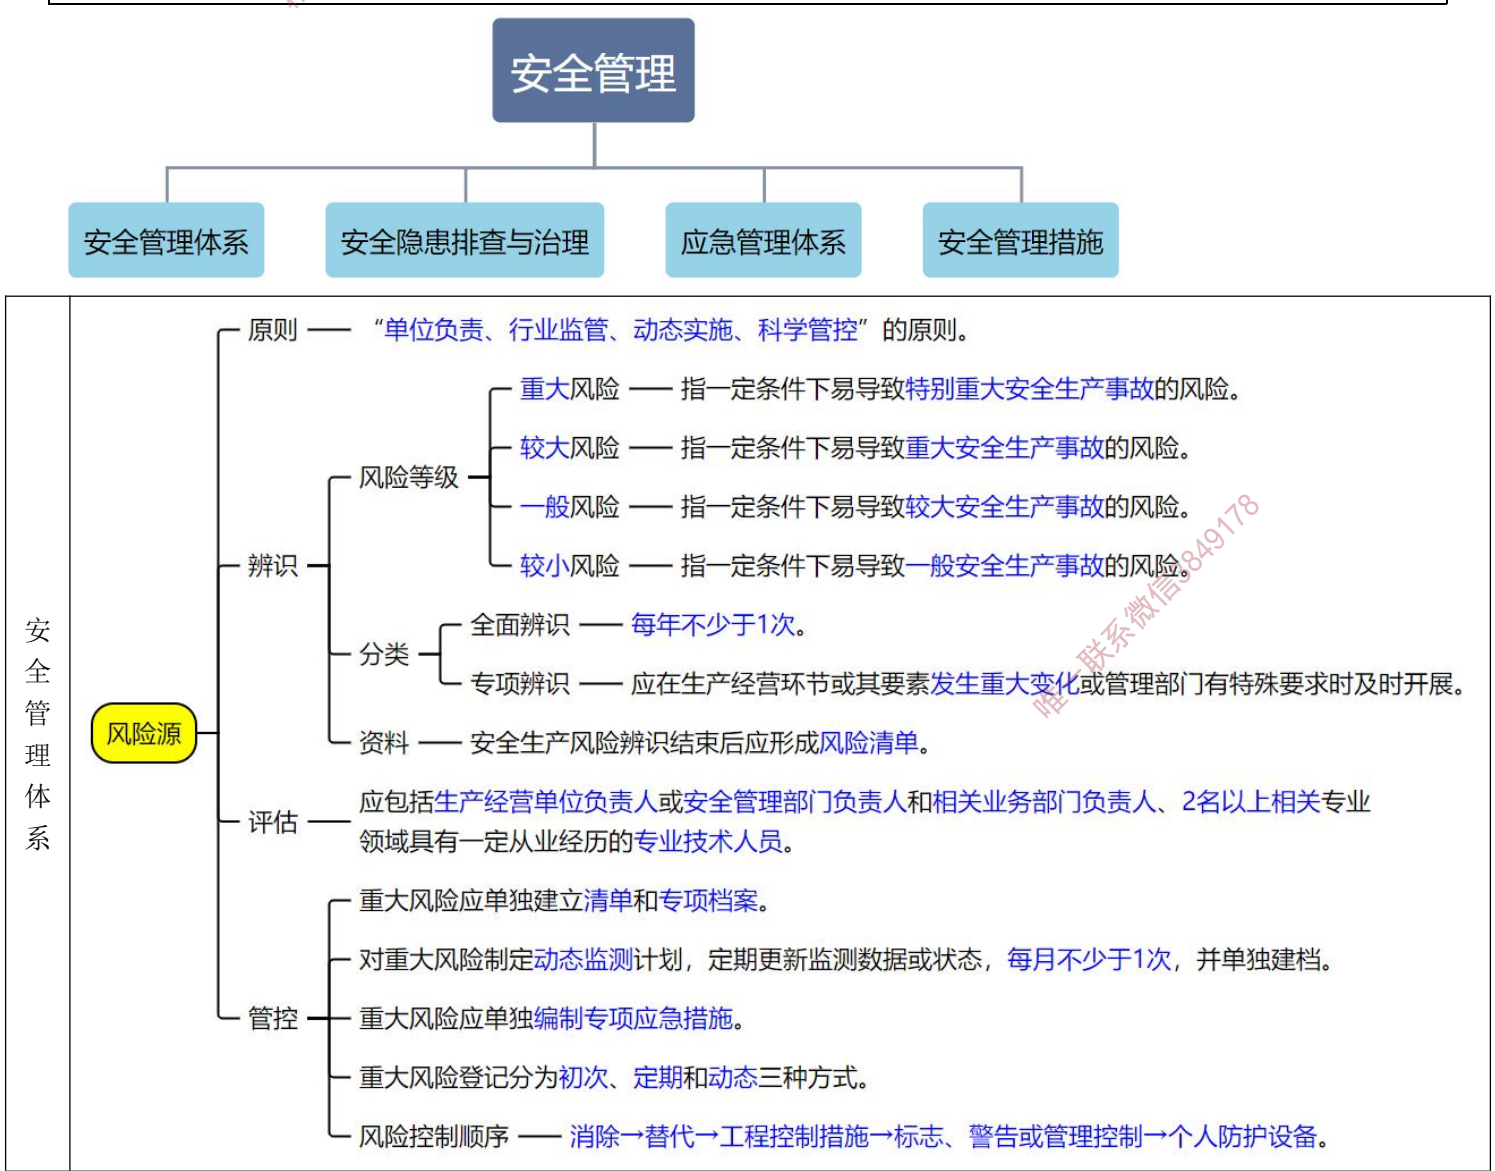 安全管理
安全管理体系
安全隐患排查与治理
应急管理体系
安全管理措施
安全管理体系
风险源
原则
“单位负责、行业监管、动态实施、科学管控”的原则。
辨识
风险等级
重大风险
指一定条件下易导致特别重大安全生产事故的风险。
较大风险
指一定条件下易导致重大安全生产事故的风险。
一般风险
指一定条件下易导致较大安全生产事故的风险。
较小风险
指一定条件下易导致一般安全生产事故的风险。
分类
全面辨识
每年不少于1次。
专项辨识
应在生产经营环节或其要素发生重大变化或管理部门有特殊要求时及时开展。
资料
安全生产风险辨识结束后应形成风险清单。
评估
应包括生产经营单位负责人或安全管理部门负责人和相关业务部门负责人、2名以上相关专业
领域具有一定从业经历的专业技术人员。
管控
重大风险应单独建立清单和专项档案。
对重大风险制定动态监测计划，定期更新监测数据或状态，每月不少于1次，并单独建档。
重大风险应单独编制专项应急措施。
重大风险登记分为初次、定期和动态三种方式。
风险控制顺序
消除→替代→工程控制措施→标志、警告或管理控制→个人防护设备。
唯一联系微信3849178